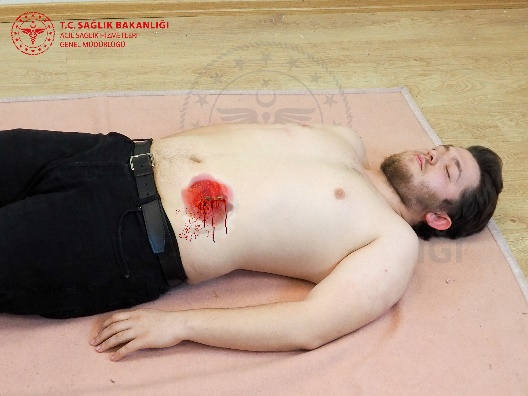 T.C. SAĞLIK BAKANLIĞI
ACİL SAĞLIK HİZMETLERİ
GENEL MÜDÜRLÜĞÜ